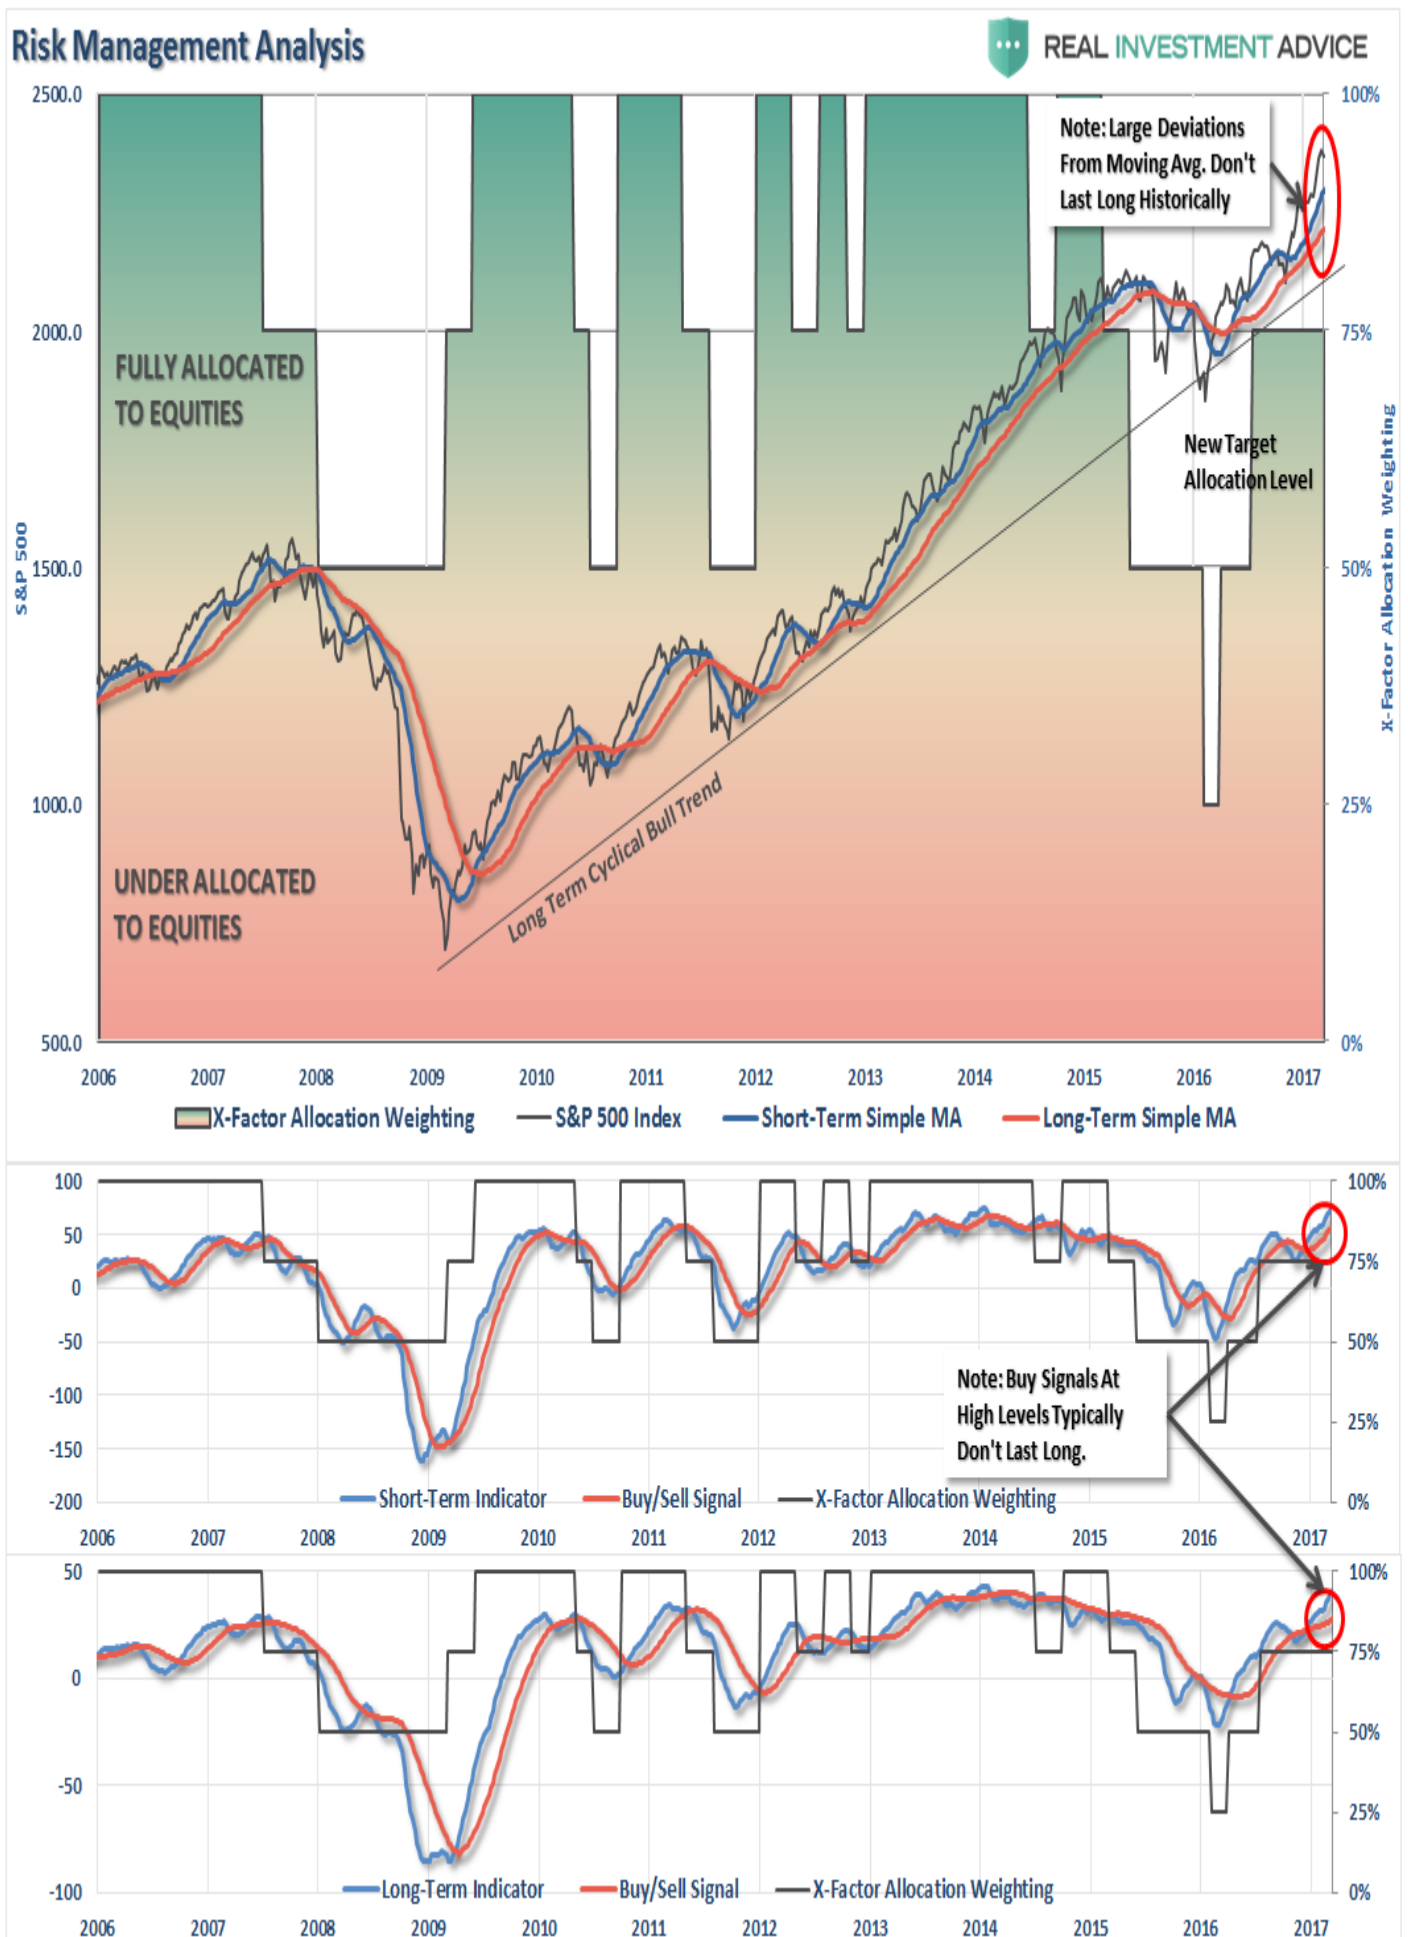 Risk Management Analysis
REAL INVESTMENT ADVICE
2500.0
2000.0
1500.0
1000.0
500.0
S&P 500
100%
75%
50%
25%
0%
X-Factor Allocation Weighting
Note: Large Deviations
From Moving Avg. Don't
Last Long Historically
FULLY ALLOCATED
TO EQUITIES
New Target
Allocation Level
Long Term Cyclical Bull Trend
UNDER ALLOCATED
TO EQUITIES
2006 2007 2008 2009 2010 2011 2012 2013 2014 2015 2016 2017
X-Factor Allocation Weighting S&P 500 Index Short-Term Simple MA Long-Term Simple MA
100
50
0
-50
-100
-150
-200
100%
75%
50%
25%
0%
Note: Buy Signals At
High Levels Typically
Don't Last Long.
Short-Term Indicator Buy/Sell Signal X-Factor Allocation Weighting
2006 2007 2008 2009 2010 2011 2012 2013 2014 2015 2016 2017
50
0
-50
-100
100%
75%
50%
25%
0%
Long-Term Indicator Buy/Sell Signal X-Factor Allocation Weighting
2006 2007 2008 2009 2010 2011 2012 2013 2014 2015 2016 2017